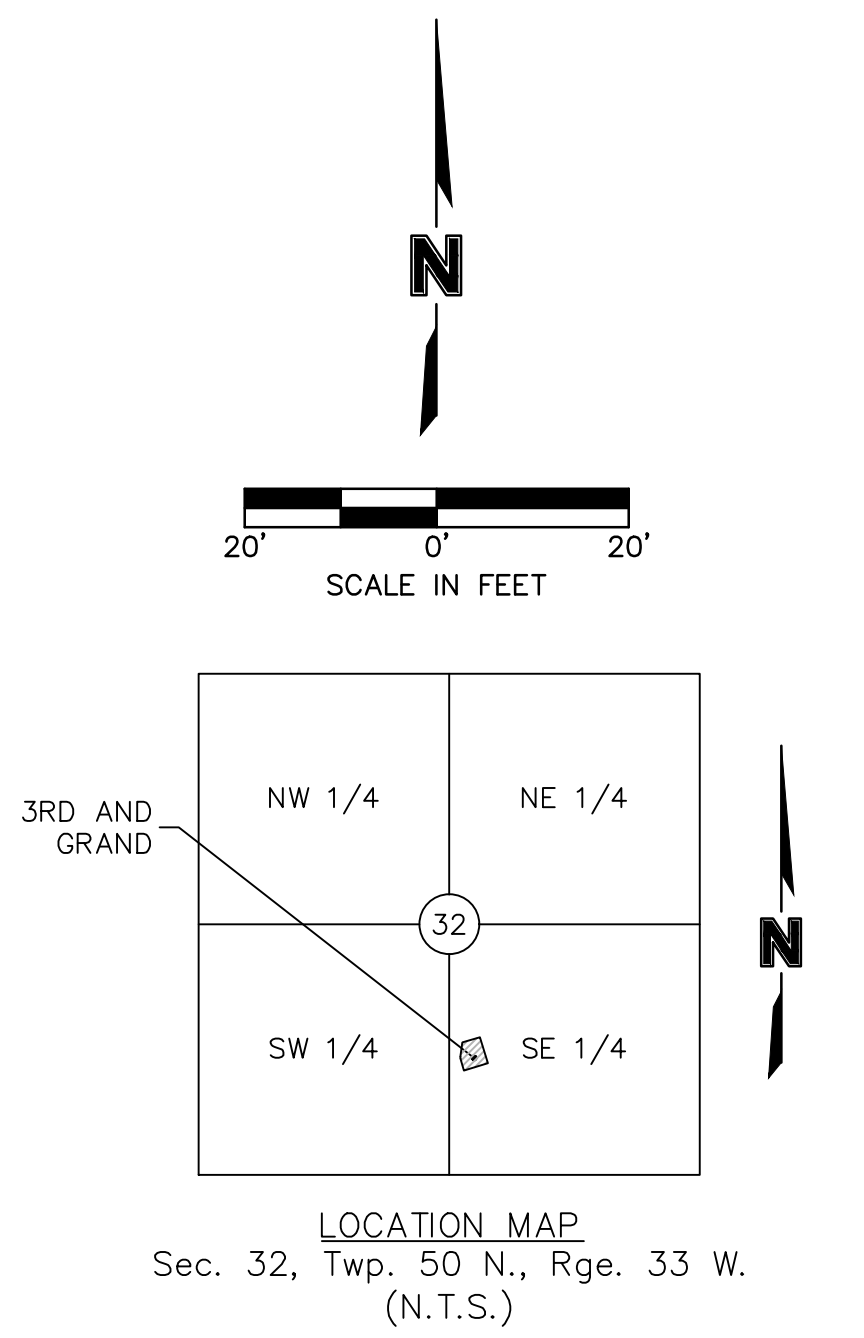 N
20' 0' 20'
SCALE IN FEET
NW 1/4 NE 1/4
3RD AND
GRAND
32
N
SW 1/4 SE 1/4
LOCATION MAP
Sec. 32, Twp. 50 N., Rge. 33 W.
(N.T.S.)